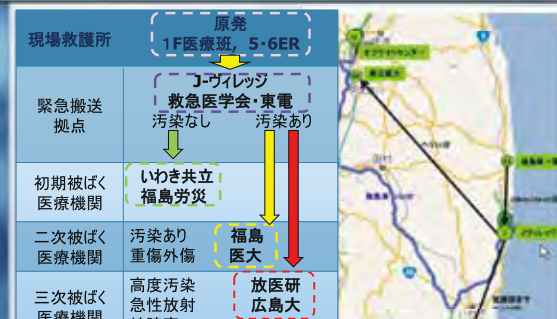 現場救護所
原発
1F医療班，5・6ER
緊急搬送
拠点
J-ヴィレッジ
救急医学会・東電
汚染なし
汚染あり
初期被ばく
医療機関
いわき共立
福島労災
二次被ばく
医療機関
汚染あり
重傷外傷
福島
医大
三次被ばく
医療機関
高度汚染
急性放射
放医研
広島大